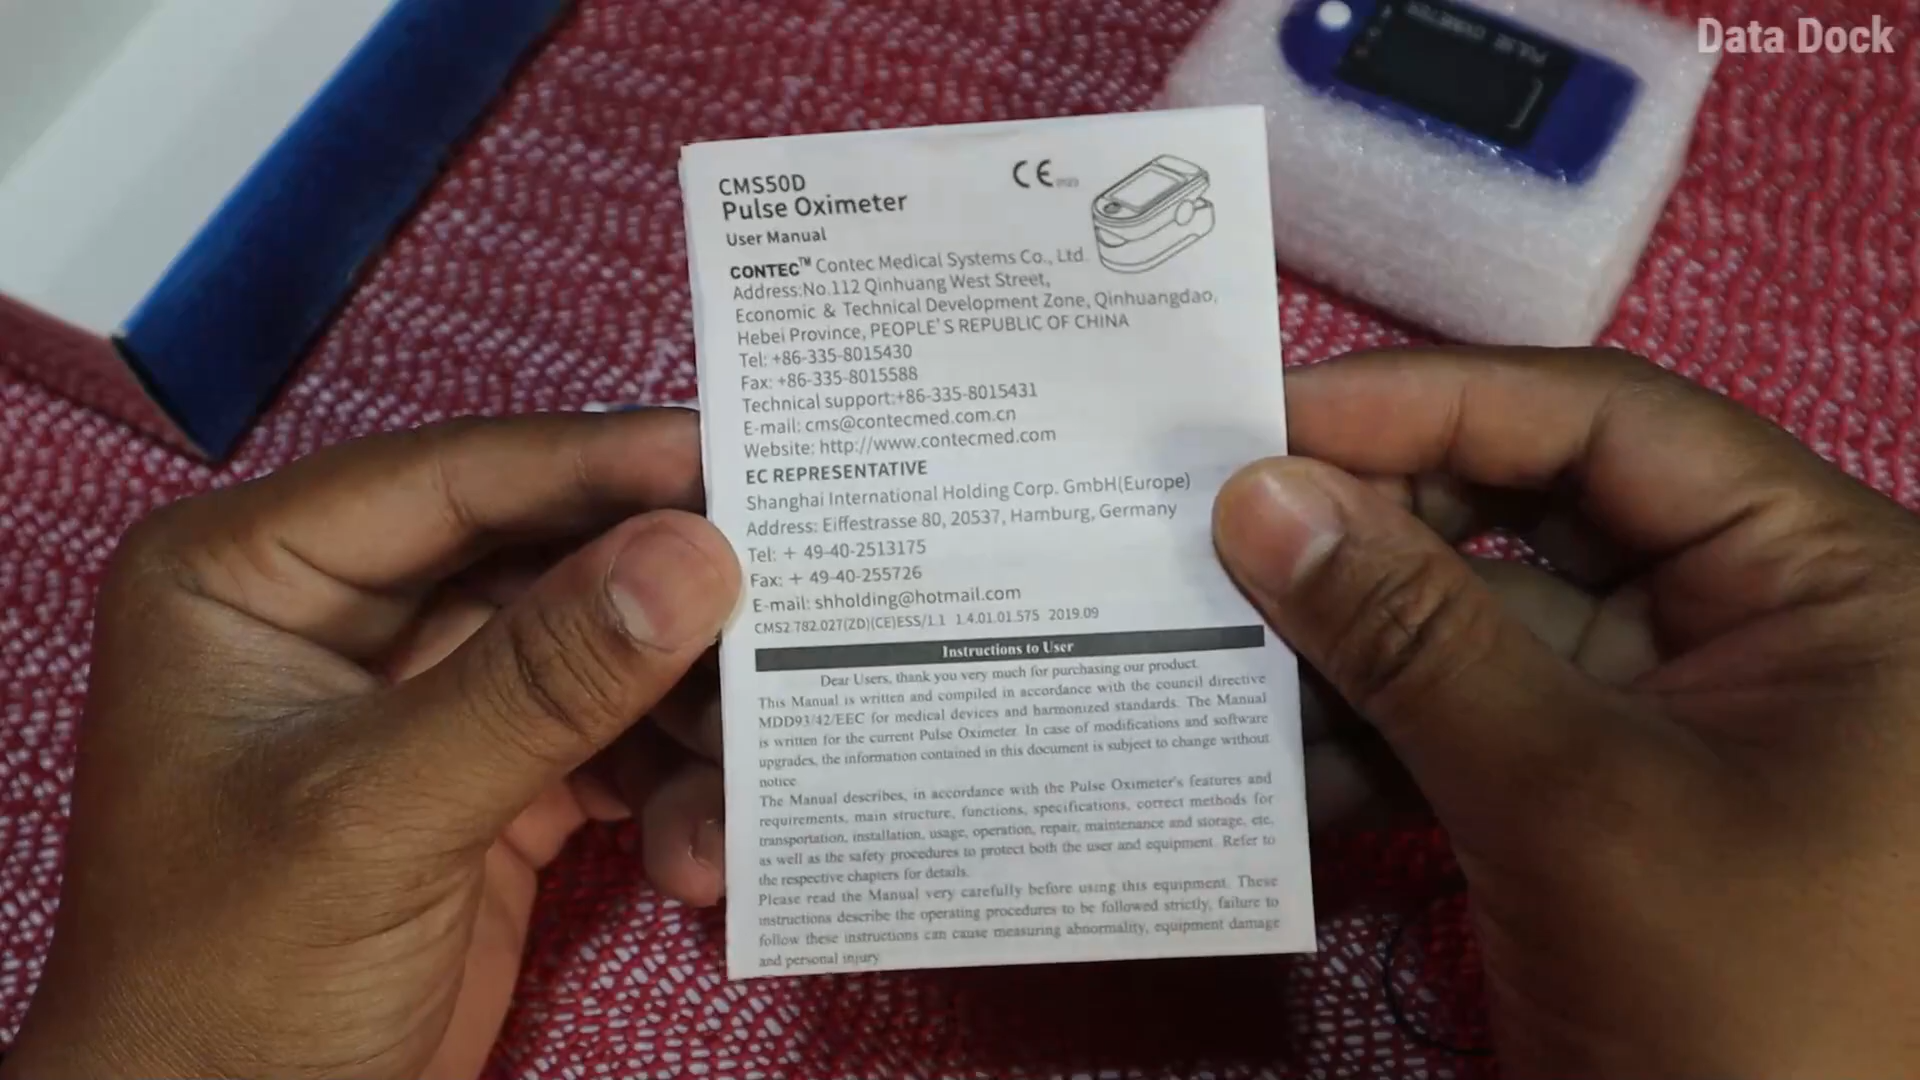 Data Dock
PULSE OXIMETER
CMS50D
Pulse Oximeter
User Manual
CE
CONTEC™ Contec Medical Systems Co., Ltd.
Address:No.112 Qinhuang West Street,
Economic & Technical Development Zone, Qinhuangdao,
Hebei Province, PEOPLE'S REPUBLIC OF CHINA
Tel: +86-335-8015430
Fax: +86-335-8015588
Technical support:+86-335-8015431
E-mail: cms@contecmed.com.cn
Website: http://www.contecmed.com
EC REPRESENTATIVE
Shanghai International Holding Corp. GmbH(Europe)
Address: Eiffestrasse 80, 20537, Hamburg, Germany
Tel: + 49-40-2513175
Fax: + 49-40-255726
E-mail: shholding@hotmail.com
CMS2.782.027(ZD)(CE)ESS/1.1 1.4.01.01.575 2019.09
Instructions to User
Dear Users, thank you very much for purchasing our product.
This Manual is written and compiled in accordance with the council directive
MDD93/42/EEC for medical devices and harmonized standards. The Manual
is written for the current Pulse Oximeter. In case of modifications and software
upgrades, the information contained in this document is subject to change without
notice.
The Manual describes, in accordance with the Pulse Oximeter's features and
requirements, main structure, functions, specifications, correct methods for
transportation, installation, usage, operation, repair, maintenance and storage, etc.
as well as the safety procedures to protect both the user and equipment. Refer to
the respective chapters for details.
Please read the Manual very carefully before using this equipment. These
instructions describe the operating procedures to be followed strictly, failure to
follow these instructions can cause measuring abnormality, equipment damage
and personal injury